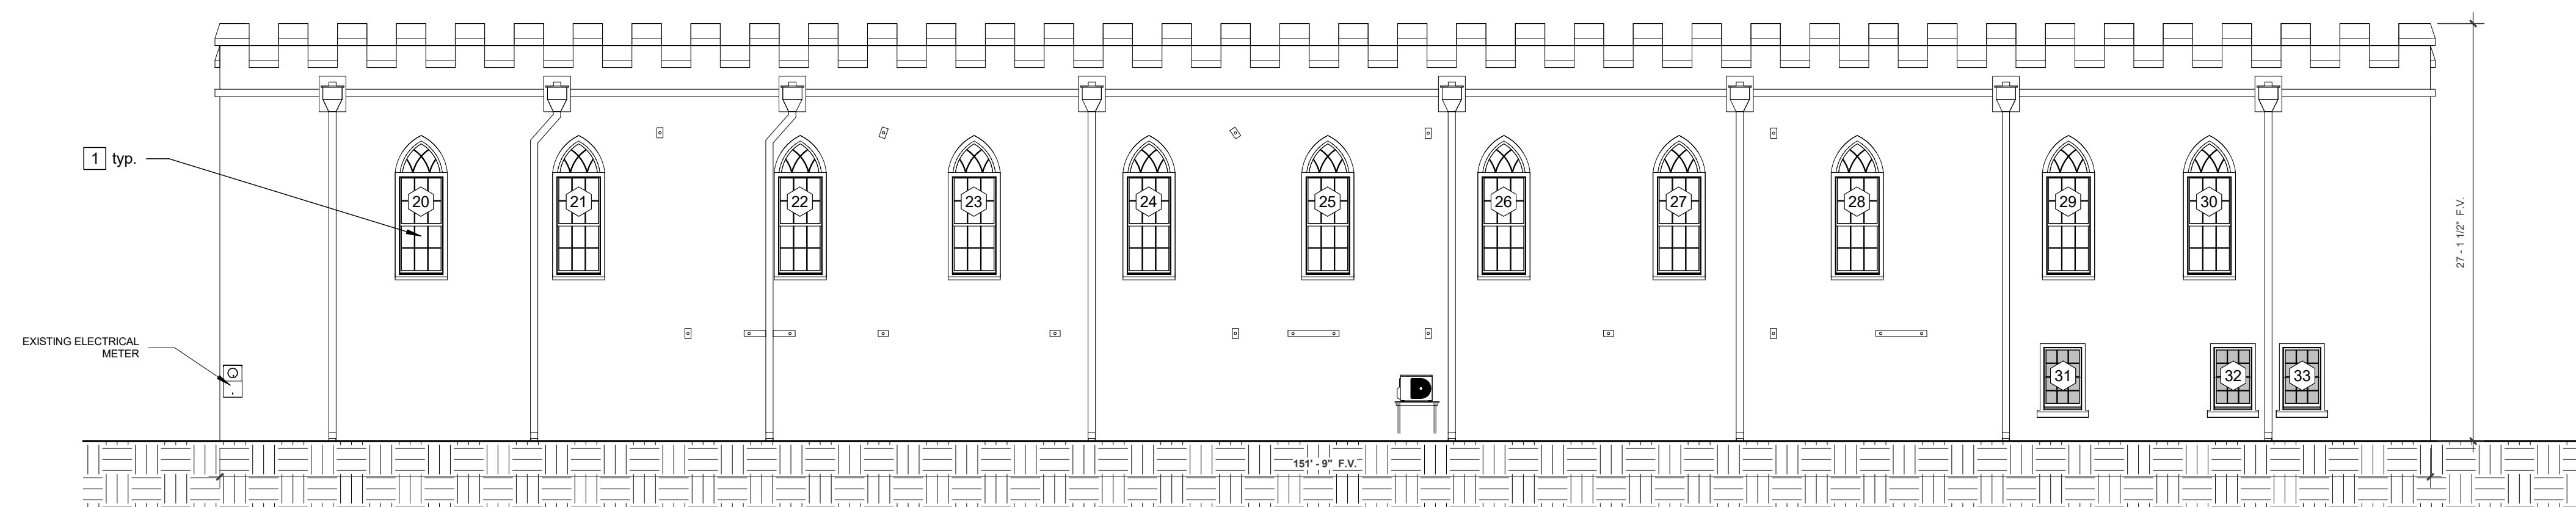 1 typ.
20
21
22
23
24
25
26
27
28
29
30
27 - 1 1/2" F.V.
EXISTING ELECTRICAL
METER
31
32
33
151' - 9" F.V.